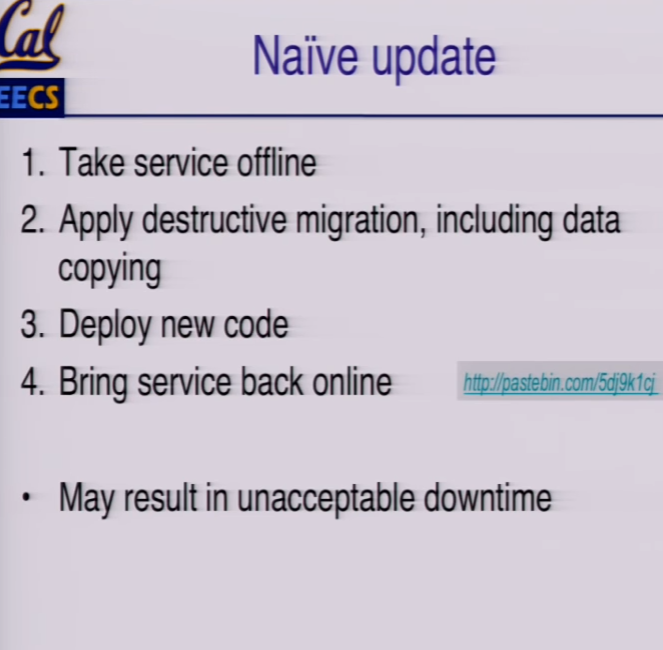 Cal
EECS
Naïve update
1. Take service offline
2. Apply destructive migration, including data
copying
3. Deploy new code
4. Bring service back online
http://pastebin.com/5dj9k1cj
• May result in unacceptable downtime